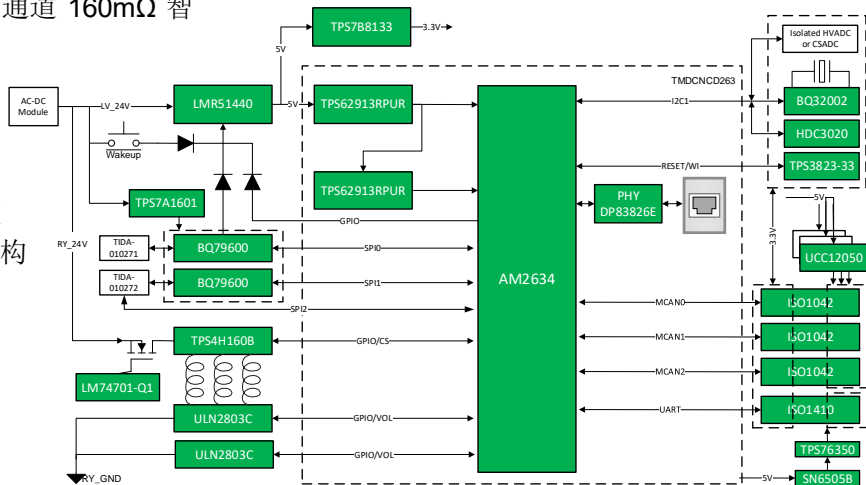 通道 160mΩ 智
构
TPS7B8133
3.3V
5V
Isolated HVADC
or CSADC
TMDCNCD263
AC-DC
Module
LV_24V
LMR51440
5V
TPS62913RPUR
I2C1
BQ32002
HDC3020
Wakeup
RESET/WI
TPS3823-33
TPS62913RPUR
TPS7A1601
PHY
DP83826E
5V
GPIO
RY_24V
TIDA-
010271
BQ79600
SPI0
3.3V
UCC12050
AM2634
TIDA-
010272
BQ79600
SPI1
SPI2
MCAN0
ISO1042
TPS4H160B
GPIO/CS
MCAN1
ISO1042
LM74701-Q1
MCAN2
ISO1042
ULN2803C
GPIO/VOL
UART
ISO1410
ULN2803C
GPIO/VOL
TPS76350
RY_GND
5V
SN6505B